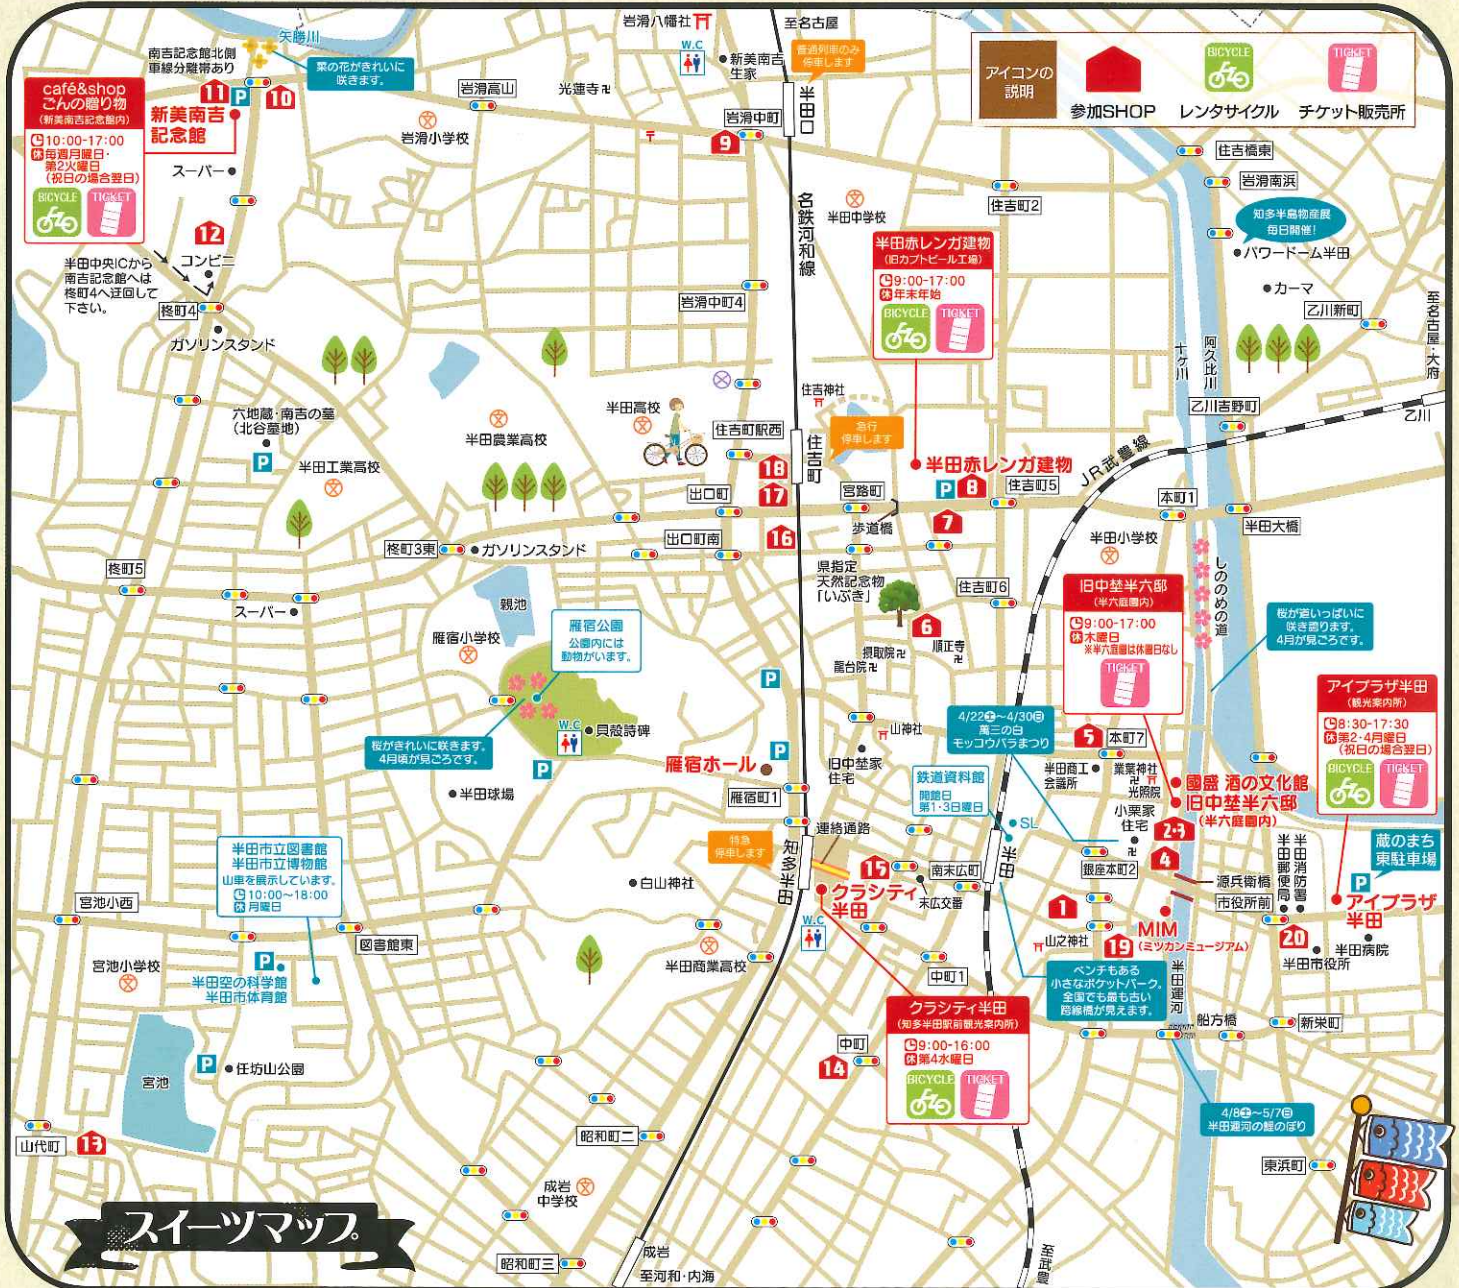 岩滑八幡社
至名古屋
矢勝川
南吉記念館北側
車線分離帯あり
菜の花がきれいに
咲きます。
W.C
新美南吉
生家
普通列車のみ
停車します
アイコンの
説明
BICYCLE
TICKET
参加SHOP
レンタサイクル
チケット販売所
café&shop
ごんの贈り物
(新美南吉記念館内)
10:00-17:00
休 毎週月曜日・
第2火曜日
(祝日の場合翌日)
BICYCLE
TICKET
11
P
10
新美南吉
記念館
岩滑高山
光蓮寺
岩滑小学校
岩滑中町
9
半田口
スーパー
12
コンビニ
半田中央ICから
南吉記念館へは
柊町4へ迂回して
下さい。
柊町4
ガソリンスタンド
名鉄河和線
半田中学校
住吉町2
住吉橋東
岩滑南浜
知多半島物産展
毎日開催!
パワードーム半田
カーマ
乙川新町
至名古屋・大府
半田赤レンガ建物
(旧カブトビール工場)
9:00-17:00
休 年末年始
BICYCLE
TICKET
岩滑中町4
十ヶ川
阿久比川
乙川吉野町
乙川
住吉神社
急行
停車します
住吉町
半田高校
住吉町駅西
半田農業高校
六地蔵・南吉の墓
(北谷墓地)
P
半田工業高校
18
17
出口町
16
出口町南
宮路町
歩道橋
半田赤レンガ建物
P
8
住吉町5
7
JR武豊線
本町1
半田大橋
半田小学校
柊町3東
ガソリンスタンド
柊町5
スーパー
親池
雁宿小学校
雁宿公園
公園内には
動物がいます。
県指定
天然記念物
「いぶき」
6
摂取院
龍台院
順正寺
住吉町6
旧中埜半六邸
(半六庭園内)
9:00-17:00
休 木曜日
※半六庭園は休園日なし
TICKET
しののめの道
桜が道いっぱいに
咲き誇ります。
4月が見ごろです。
アイプラザ半田
(観光案内所)
8:30-17:30
休 第2・4月曜日
(祝日の場合翌日)
BICYCLE
TICKET
P
W.C
貝殻詩碑
桜がきれいに咲きます。
4月頃が見ごろです。
P
P
雁宿ホール
半田球場
雁宿町1
山神社
旧中埜家
住宅
4/22(土)〜4/30(日)
萬三の白
モッコウバラまつり
5
本町7
半田商工
会議所
業葉神社
光照院
國盛 酒の文化館
旧中埜半六邸
(半六庭園内)
小栗家
住宅
2・3
4
鉄道資料館
開館日
第1・3日曜日
SL
半田
連絡通路
特急
停車します
知多半田
15
南末広町
末広交番
クラシティ
半田
W.C
銀座本町2
源兵衛橋
市役所前
半田郵便局
半田消防署
蔵のまち
東駐車場
P
アイプラザ
半田
半田病院
20
半田市役所
1
MIM
(ミツカンミュージアム)
山之神社
19
半田市立図書館
半田市立博物館
山車を展示しています。
10:00〜18:00
休 月曜日
白山神社
宮池小西
図書館東
宮池小学校
P
半田空の科学館
半田市体育館
半田商業高校
中町1
ベンチもある
小さなポケットパーク。
全国でも最も古い
跨線橋が見えます。
半田運河
船方橋
新栄町
クラシティ半田
(知多半田駅前観光案内所)
9:00-16:00
休 第4水曜日
BICYCLE
TICKET
中町
14
宮池
P
任坊山公園
山代町
13
昭和町二
成岩
中学校
昭和町三
成岩
至河和・内海
至武豊
4/8(土)〜5/7(日)
半田運河の鯉のぼり
東浜町
スイーツマップ